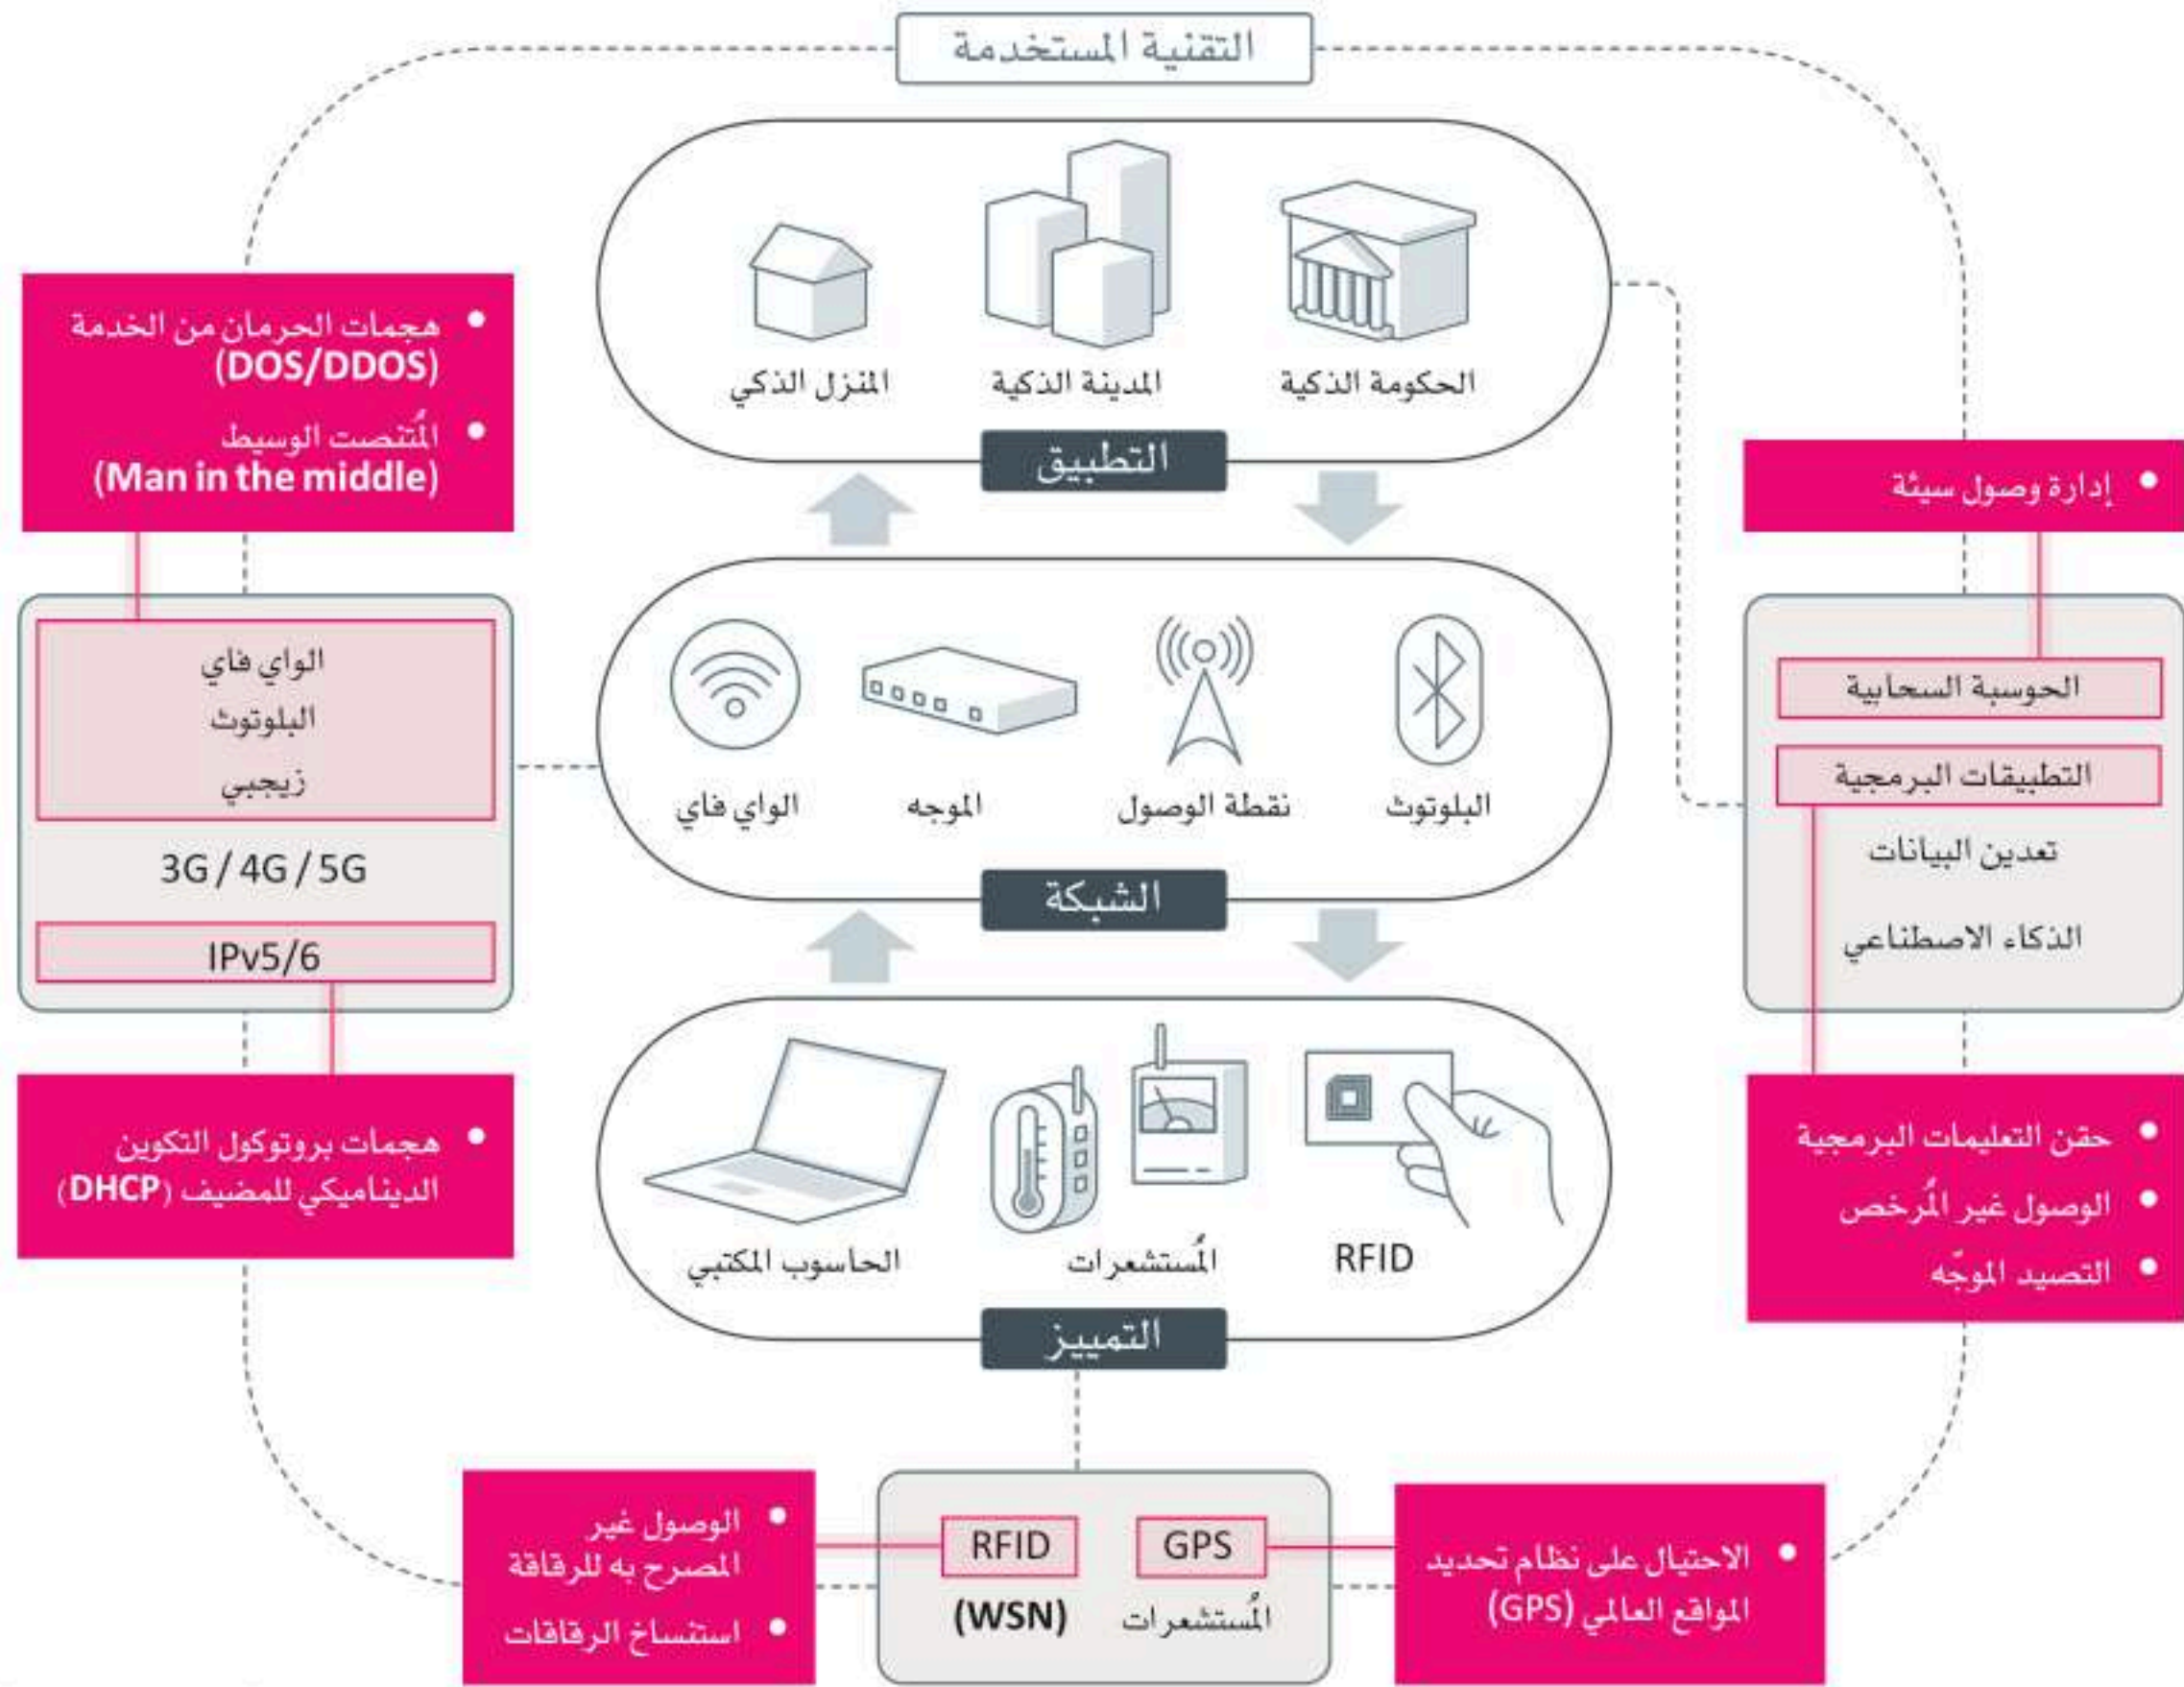 التقنية المستخدمة
الحكومة الذكية
المدينة الذكية
المنزل الذكي
التطبيق
هجمات الحرمان من الخدمة
(DOS/DDOS)
المُتنصت الوسيط
(Man in the middle)
إدارة وصول سيئة
الحوسبة السحابية
التطبيقات البرمجية
تعدين البيانات
الذكاء الاصطناعي
البلوتوث
نقطة الوصول
الموجه
الواي فاي
الشبكة
الواي فاي
البلوتوث
زيجبي
3G / 4G / 5G
IPv5/6
حقن التعليمات البرمجية
الوصول غير المُرخص
التصيد الموجّه
RFID
المُستشعرات
الحاسوب المكتبي
التمييز
هجمات بروتوكول التكوين
الديناميكي للمضيف (DHCP)
الاحتيال على نظام تحديد
المواقع العالمي (GPS)
GPS
RFID
المُستشعرات
(WSN)
الوصول غير
المصرح به للرقاقة
استنساخ الرقاقات